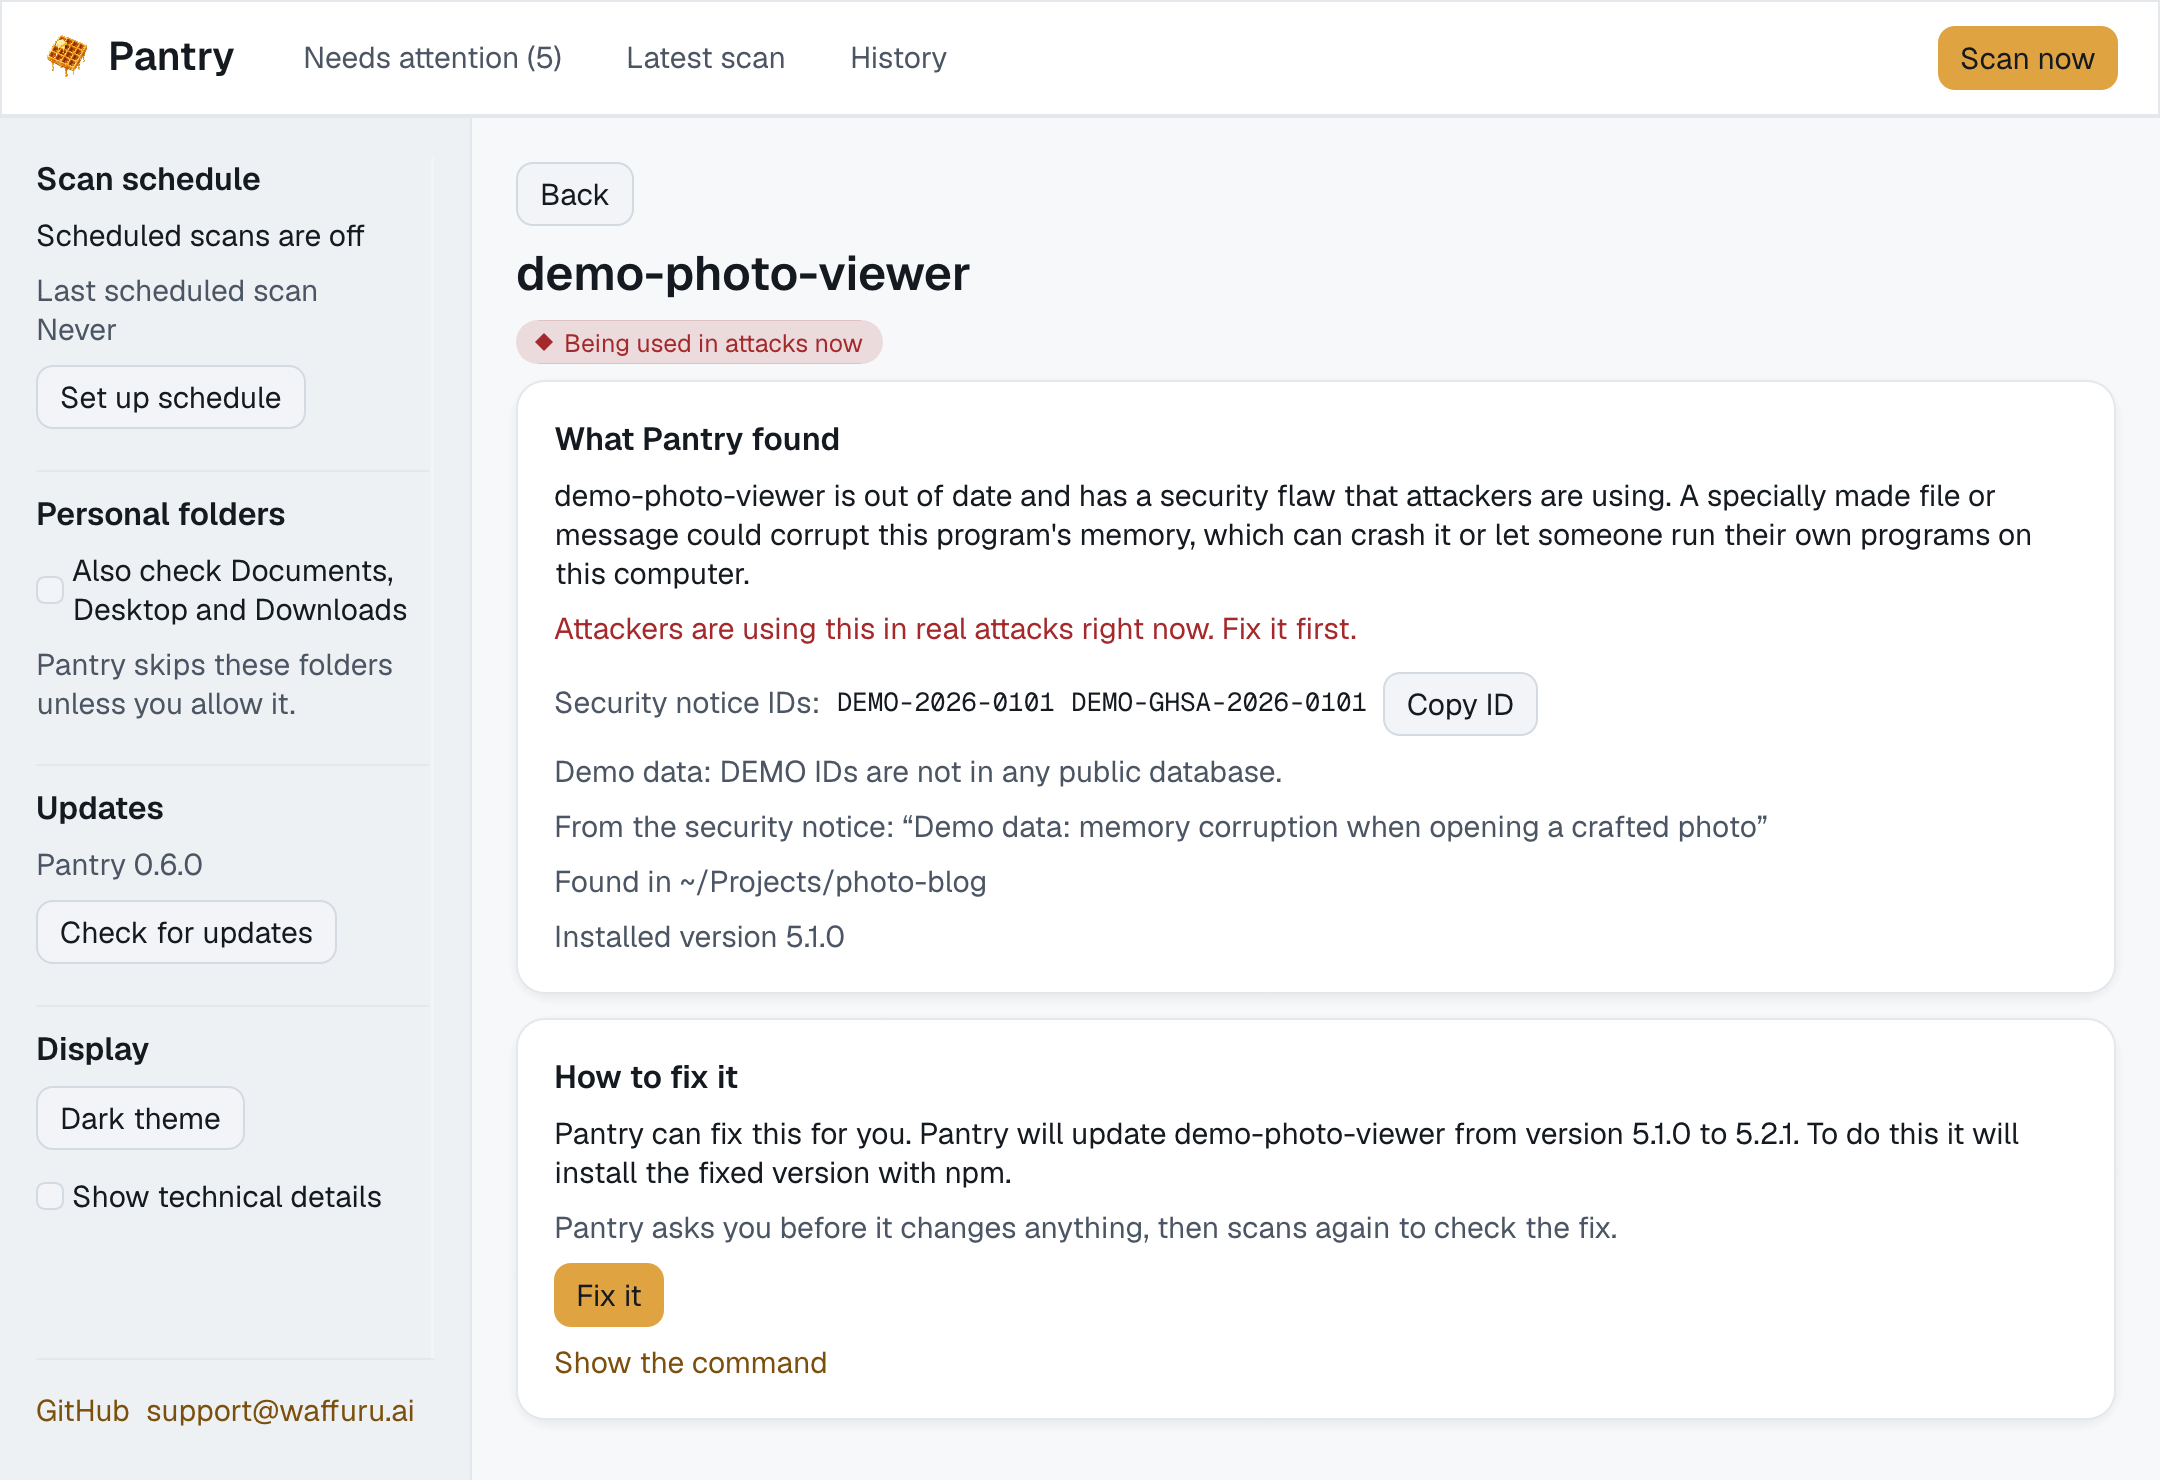 Pantry
Needs attention (5)
Latest scan
History
Scan now
Scan schedule
Scheduled scans are off
Last scheduled scan
Never
Set up schedule
Personal folders
Also check Documents,
Desktop and Downloads
Pantry skips these folders
unless you allow it.
Updates
Pantry 0.6.0
Check for updates
Display
Dark theme
Show technical details
GitHub support@waffuru.ai
Back
demo-photo-viewer
Being used in attacks now
What Pantry found
demo-photo-viewer is out of date and has a security flaw that attackers are using. A specially made file or
message could corrupt this program's memory, which can crash it or let someone run their own programs on
this computer.
Attackers are using this in real attacks right now. Fix it first.
Security notice IDs: DEMO-2026-0101 DEMO-GHSA-2026-0101 Copy ID
Demo data: DEMO IDs are not in any public database.
From the security notice: “Demo data: memory corruption when opening a crafted photo”
Found in ~/Projects/photo-blog
Installed version 5.1.0
How to fix it
Pantry can fix this for you. Pantry will update demo-photo-viewer from version 5.1.0 to 5.2.1. To do this it will
install the fixed version with npm.
Pantry asks you before it changes anything, then scans again to check the fix.
Fix it
Show the command